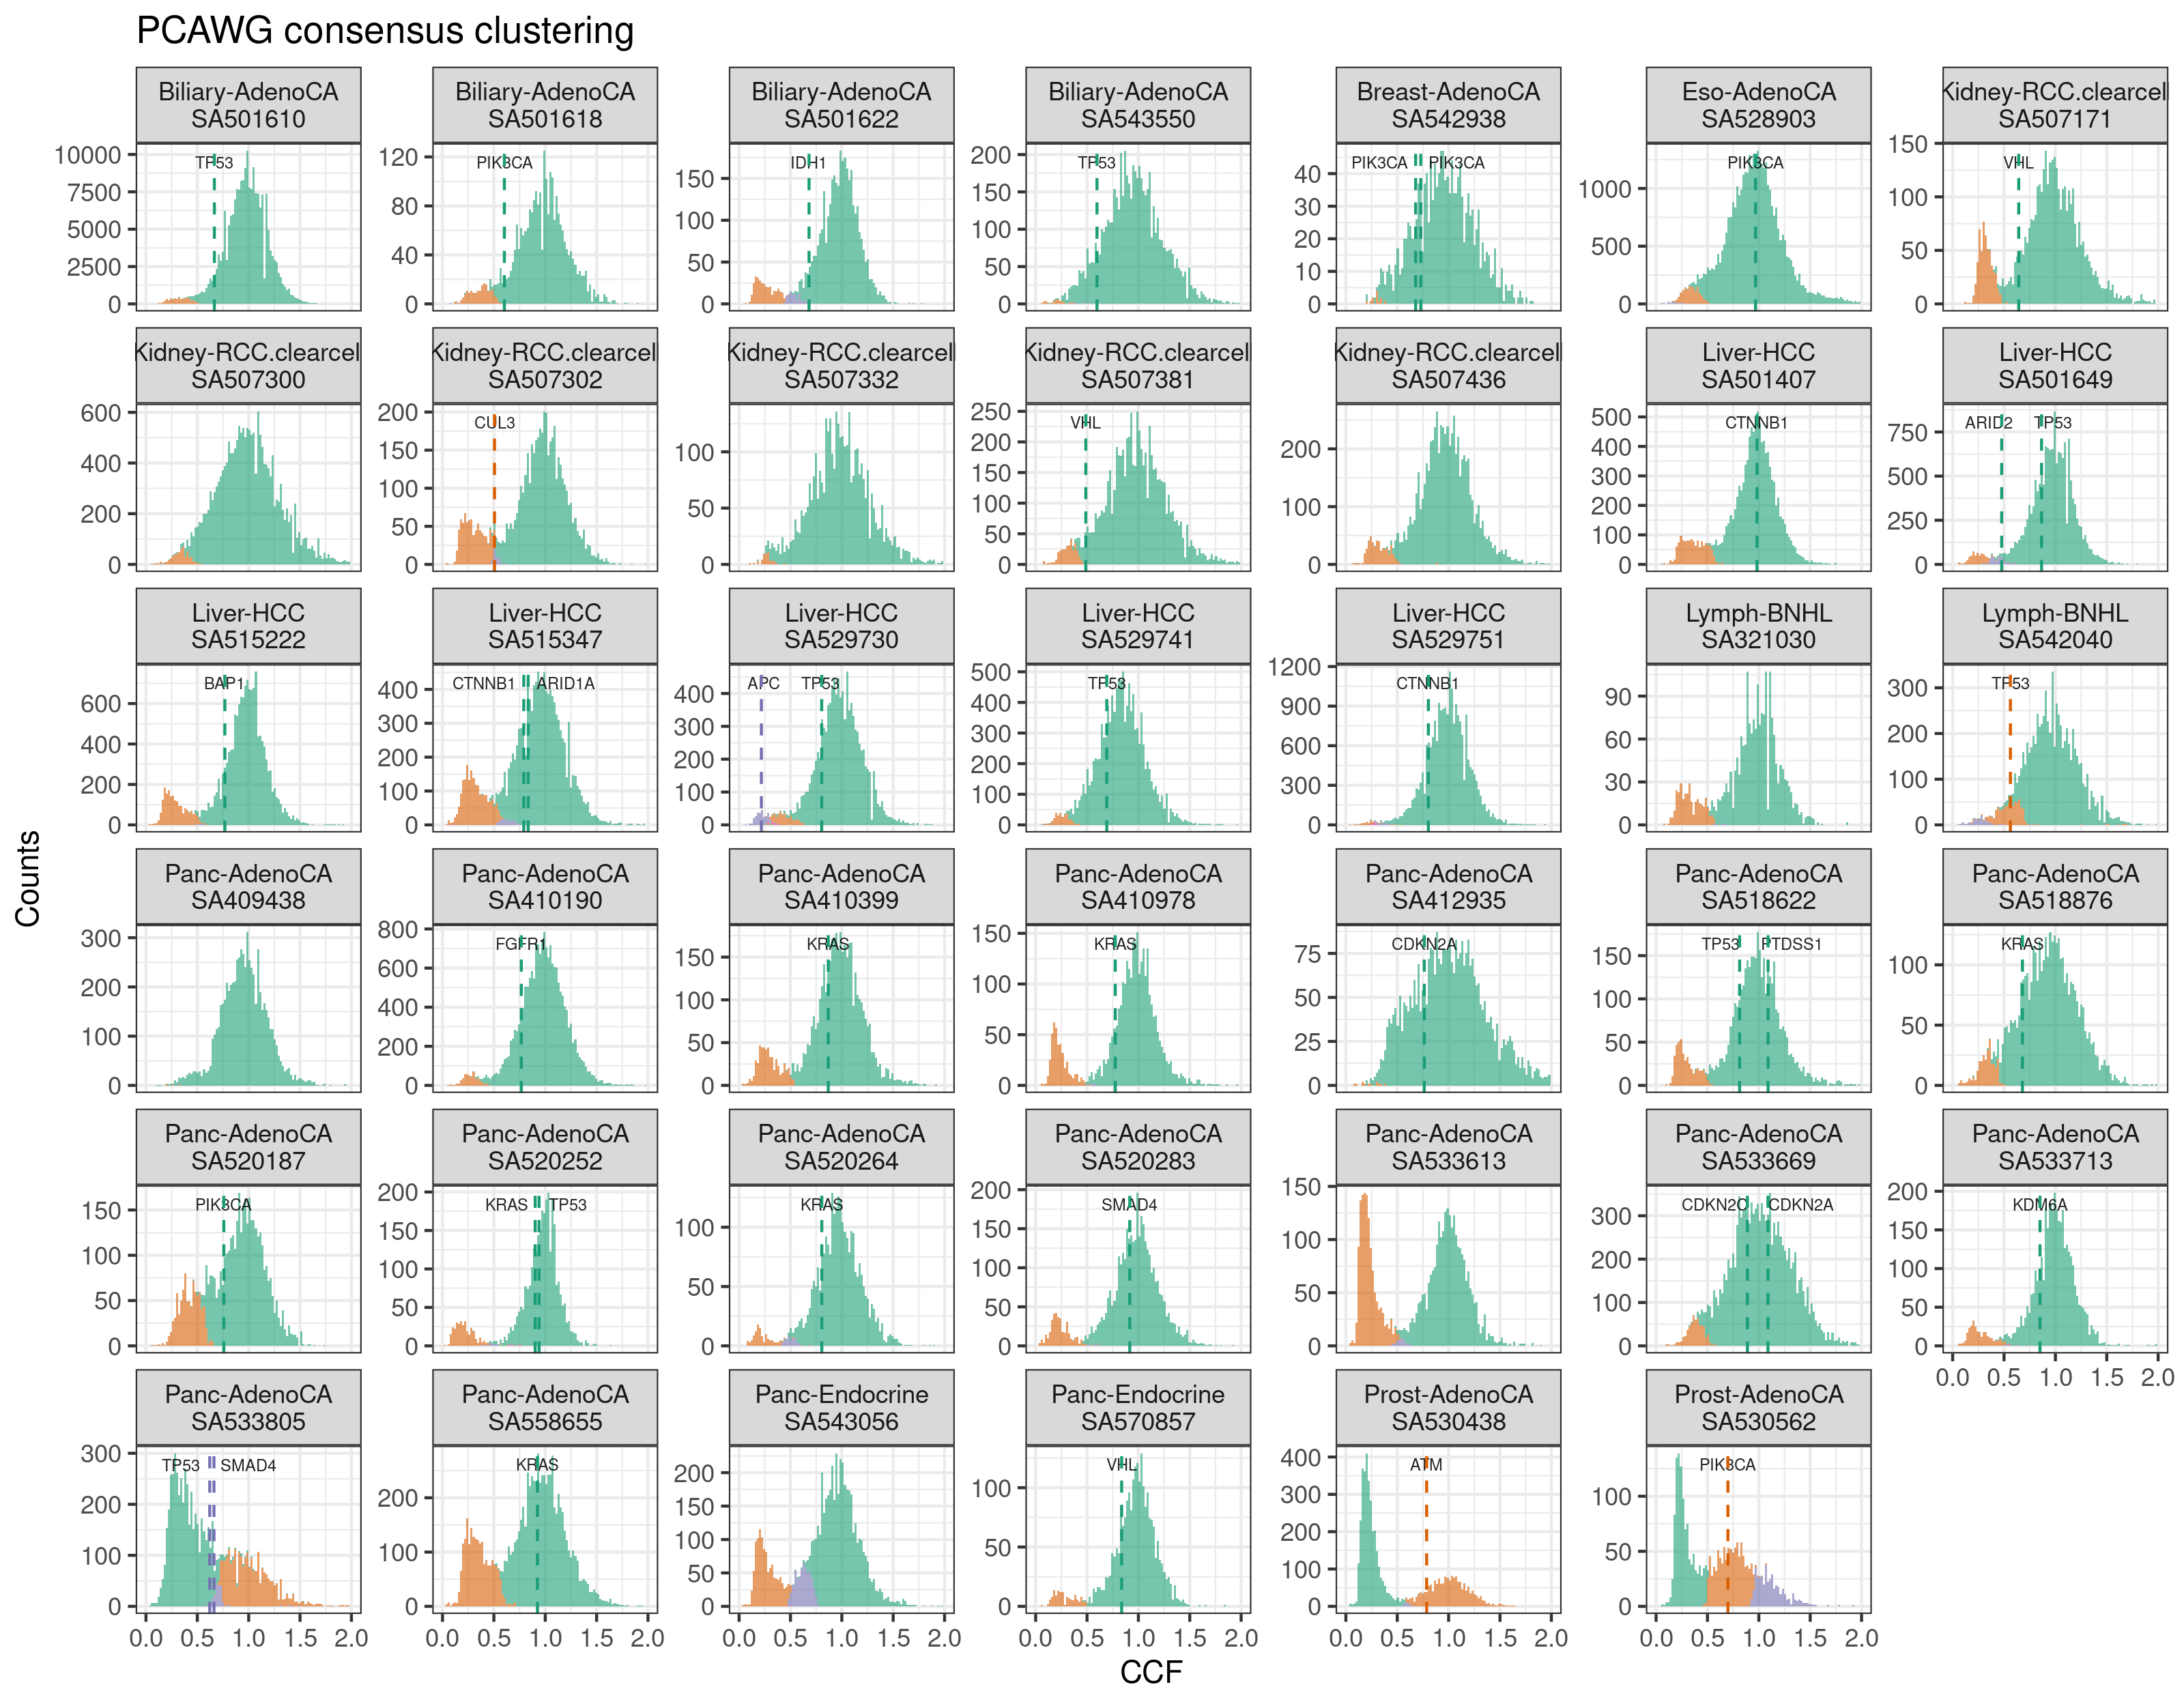 PCAWG consensus clustering
Biliary-AdenoCA Biliary-AdenoCA Biliary-AdenoCA Biliary-AdenoCA Breast-AdenoCA Eso-AdenoCA Kidney-RCC.clearcell
SA501610 SA501618 SA501622 SA543550 SA542938 SA528903 SA507171
TP53 PIK3CA IDH1 TP53 PIK3CA PIK3CA PIK3CA VHL
10000 7500 5000 2500 0
120 80 40 0
150 100 50 0
200 150 100 50 0
40 30 20 10 0
1000 500 0
150 100 50 0
Kidney-RCC.clearcell Kidney-RCC.clearcell Kidney-RCC.clearcell Kidney-RCC.clearcell Kidney-RCC.clearcell Liver-HCC Liver-HCC
SA507300 SA507302 SA507332 SA507381 SA507436 SA501407 SA501649
CUL3 VHL CTNNB1 ARID2 TP53
600 400 200 0
200 150 100 50 0
100 50 0
250 200 150 100 50 0
200 100 0
500 400 300 200 100 0
750 500 250 0
Liver-HCC Liver-HCC Liver-HCC Liver-HCC Liver-HCC Lymph-BNHL Lymph-BNHL
SA515222 SA515347 SA529730 SA529741 SA529751 SA321030 SA542040
BAP1 CTNNB1 ARID1A APC TP53 TP53 CTNNB1 TP53
600 400 200 0
400 300 200 100 0
400 300 200 100 0
500 400 300 200 100 0
1200 900 600 300 0
90 60 30 0
300 200 100 0
Counts
Panc-AdenoCA Panc-AdenoCA Panc-AdenoCA Panc-AdenoCA Panc-AdenoCA Panc-AdenoCA Panc-AdenoCA
SA409438 SA410190 SA410399 SA410978 SA412935 SA518622 SA518876
FGFR1 KRAS KRAS CDKN2A TP53 PTDSS1 KRAS
300 200 100 0
800 600 400 200 0
150 100 50 0
150 100 50 0
75 50 25 0
150 100 50 0
100 50 0
Panc-AdenoCA Panc-AdenoCA Panc-AdenoCA Panc-AdenoCA Panc-AdenoCA Panc-AdenoCA Panc-AdenoCA
SA520187 SA520252 SA520264 SA520283 SA533613 SA533669 SA533713
PIK3CA KRAS TP53 KRAS SMAD4 CDKN2C CDKN2A KDM6A
150 100 50 0
200 150 100 50 0
100 50 0
200 150 100 50 0
150 100 50 0
300 200 100 0
200 150 100 50 0
0.0 0.5 1.0 1.5 2.0
Panc-AdenoCA Panc-AdenoCA Panc-Endocrine Panc-Endocrine Prost-AdenoCA Prost-AdenoCA
SA533805 SA558655 SA543056 SA570857 SA530438 SA530562
TP53 SMAD4 KRAS VHL ATM PIK3CA
300 200 100 0
200 100 0
200 150 100 50 0
100 50 0
400 300 200 100 0
100 50 0
0.0 0.5 1.0 1.5 2.0 0.0 0.5 1.0 1.5 2.0 0.0 0.5 1.0 1.5 2.0 0.0 0.5 1.0 1.5 2.0 0.0 0.5 1.0 1.5 2.0 0.0 0.5 1.0 1.5 2.0
CCF